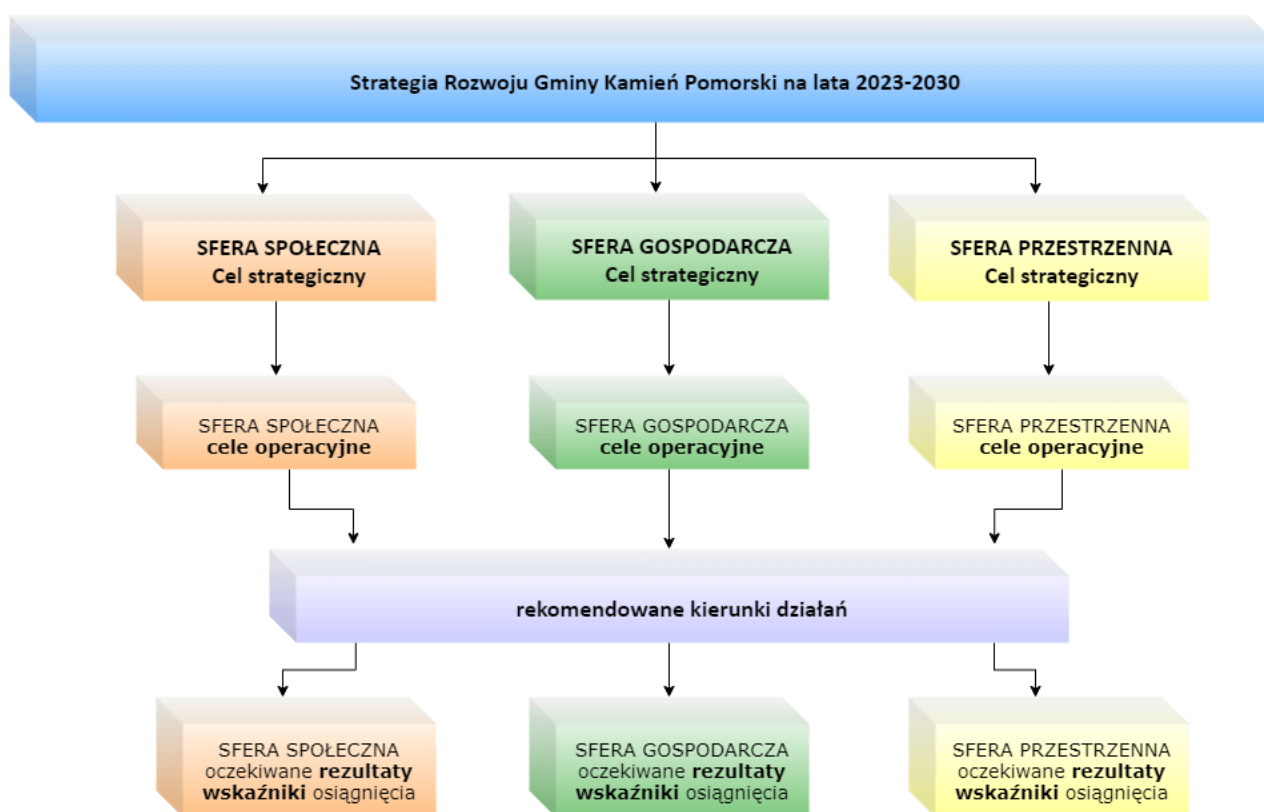 Strategia Rozwoju Gminy Kamień Pomorski na lata 2023-2030
SFERA SPOŁECZNA
Cel strategiczny
SFERA GOSPODARCZA
Cel strategiczny
SFERA PRZESTRZENNA
Cel strategiczny
SFERA SPOŁECZNA
cele operacyjne
SFERA GOSPODARCZA
cele operacyjne
SFERA PRZESTRZENNA
cele operacyjne
rekomendowane kierunki działań
SFERA SPOŁECZNA
oczekiwane rezultaty
wskaźniki osiągnięcia
SFERA GOSPODARCZA
oczekiwane rezultaty
wskaźniki osiągnięcia
SFERA PRZESTRZENNA
oczekiwane rezultaty
wskaźniki osiągnięcia